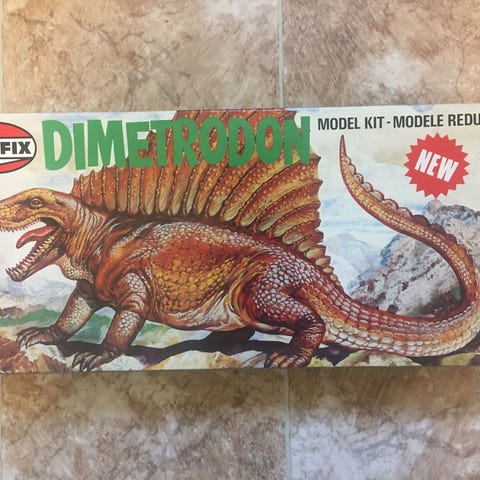 FIX
DIMETRODON
MODEL KIT - MODELE REDU
NEW